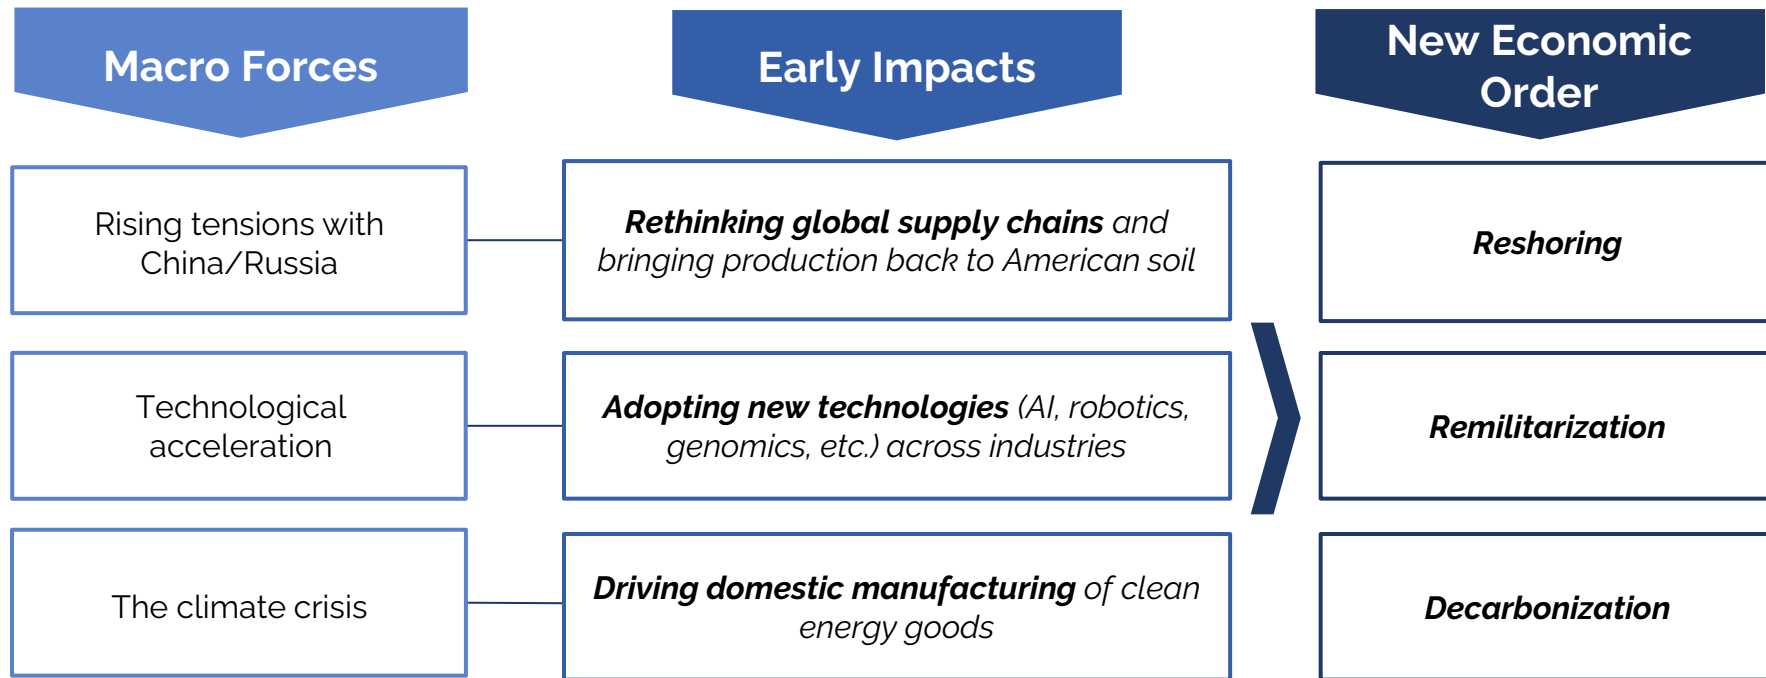 Macro Forces
Early Impacts
New Economic
Order
Rising tensions with
China/Russia
Rethinking global supply chains and
bringing production back to American soil
Reshoring
Technological
acceleration
Adopting new technologies (AI, robotics,
genomics, etc.) across industries
Remilitarization
The climate crisis
Driving domestic manufacturing of clean
energy goods
Decarbonization